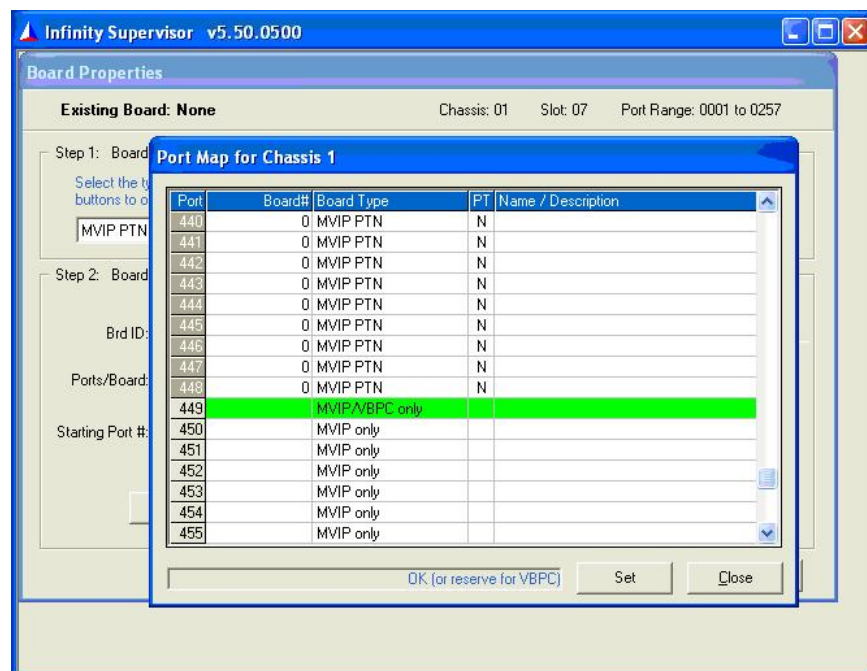 Infinity Supervisor v5.50.0500
Board Properties
Existing Board: None Chassis: 01 Slot: 07 Port Range: 0001 to 0257
Step 1: Board
Select the
buttons to o
MVIP PTN
Step 2: Board
Brd ID:
Ports/Board:
Starting Port #:
Port Map for Chassis 1
Port Board# Board Type PT Name / Description
440 0 MVIP PTN N
441 0 MVIP PTN N
442 0 MVIP PTN N
443 0 MVIP PTN N
444 0 MVIP PTN N
445 0 MVIP PTN N
446 0 MVIP PTN N
447 0 MVIP PTN N
448 0 MVIP PTN N
449 MVIP/VBPC only
450 MVIP only
451 MVIP only
452 MVIP only
453 MVIP only
454 MVIP only
455 MVIP only
OK (or reserve for VBPC) Set Close